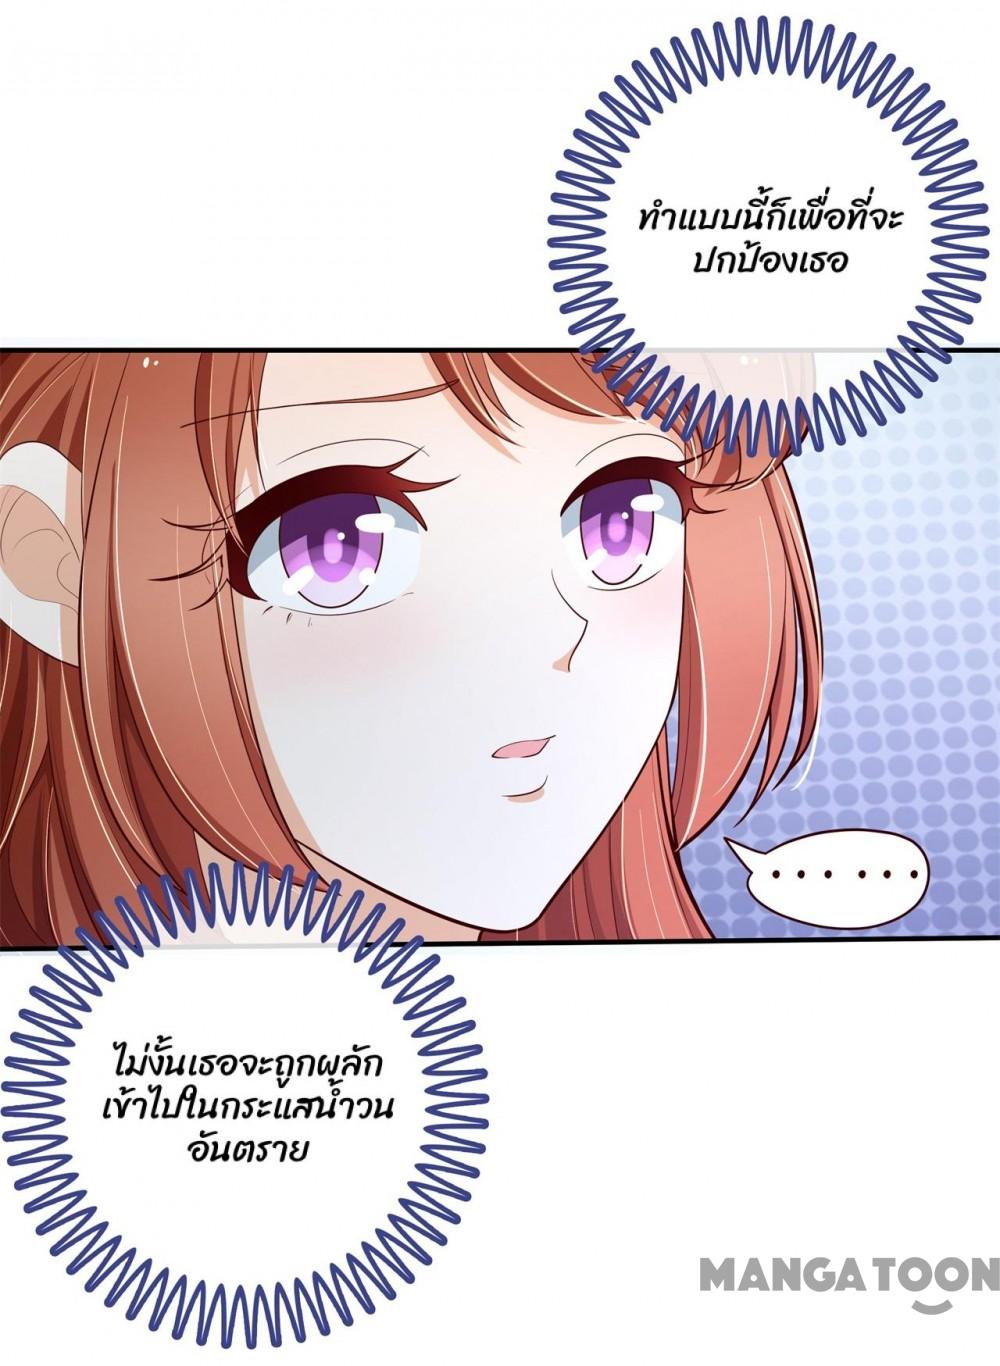 ทำแบบนี้ก็เพื่อที่จะ
ปกป้องเธอ
......
ไม่งั้นเธอจะถูกผลัก
เข้าไปในกระแสน้ำวน
อันตราย
MANGATOON